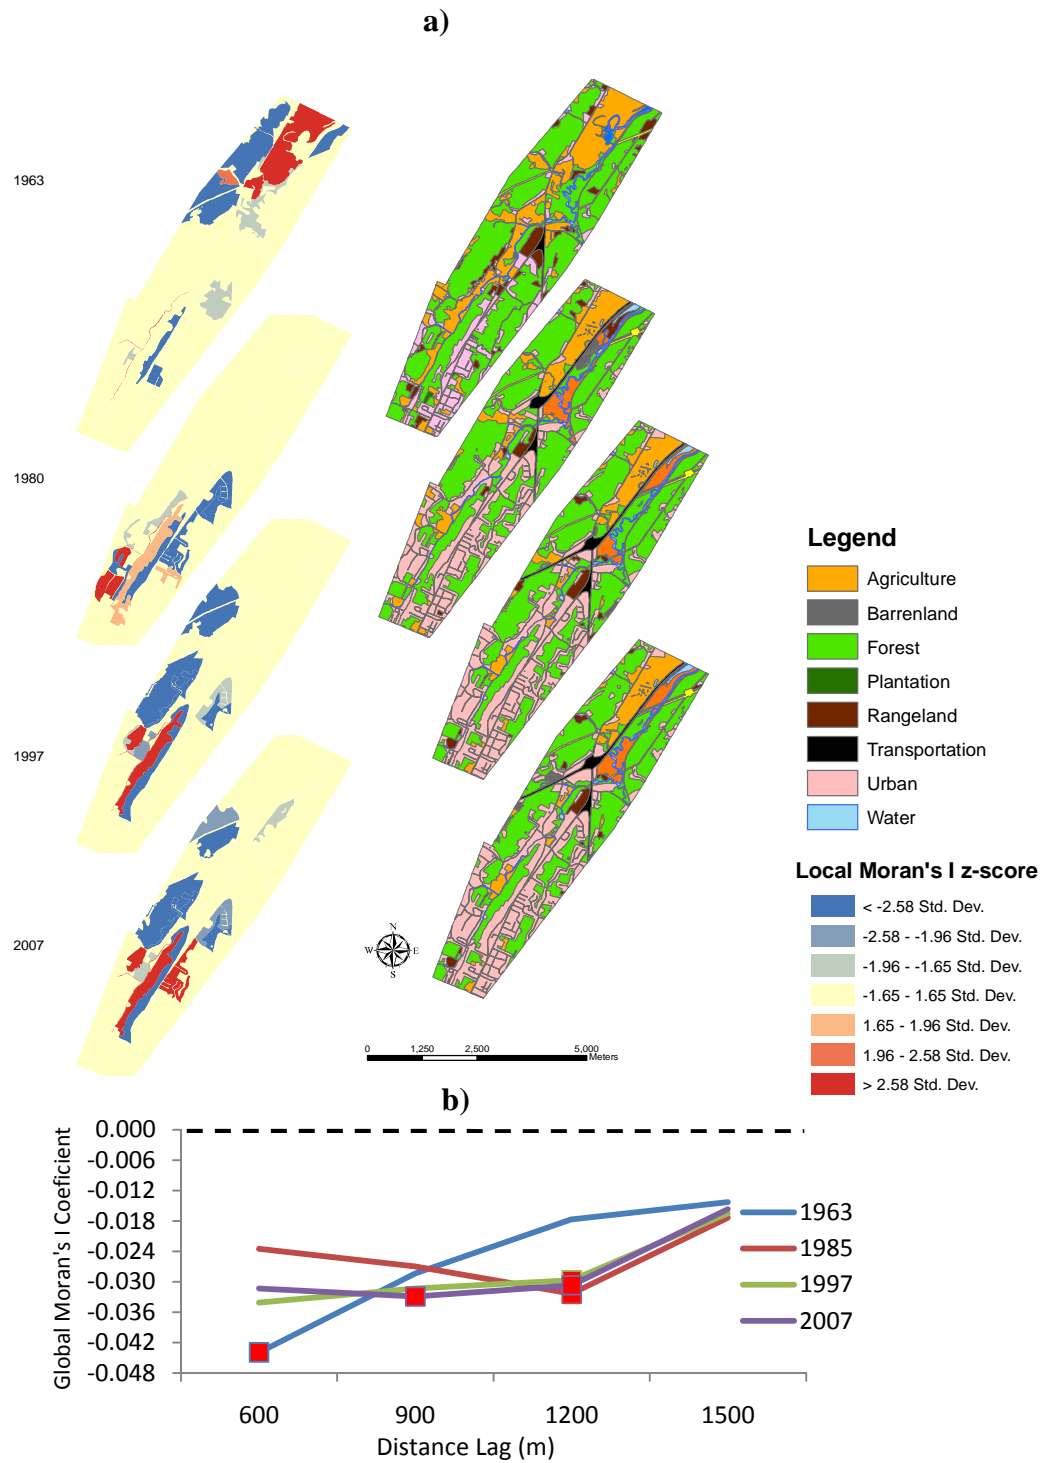 a)
1963
1980
1997
2007
N
W E
S
0 1,250 2,500 5,000
Meters
Legend
Agriculture
Barrenland
Forest
Plantation
Rangeland
Transportation
Urban
Water
Local Moran's I z-score
< -2.58 Std. Dev.
-2.58 - -1.96 Std. Dev.
-1.96 - -1.65 Std. Dev.
-1.65 - 1.65 Std. Dev.
1.65 - 1.96 Std. Dev.
1.96 - 2.58 Std. Dev.
> 2.58 Std. Dev.
b)
Global Moran's I Coeficient
0.000
-0.006
-0.012
-0.018
-0.024
-0.030
-0.036
-0.042
-0.048
1963
1985
1997
2007
600 900 1200 1500
Distance Lag (m)